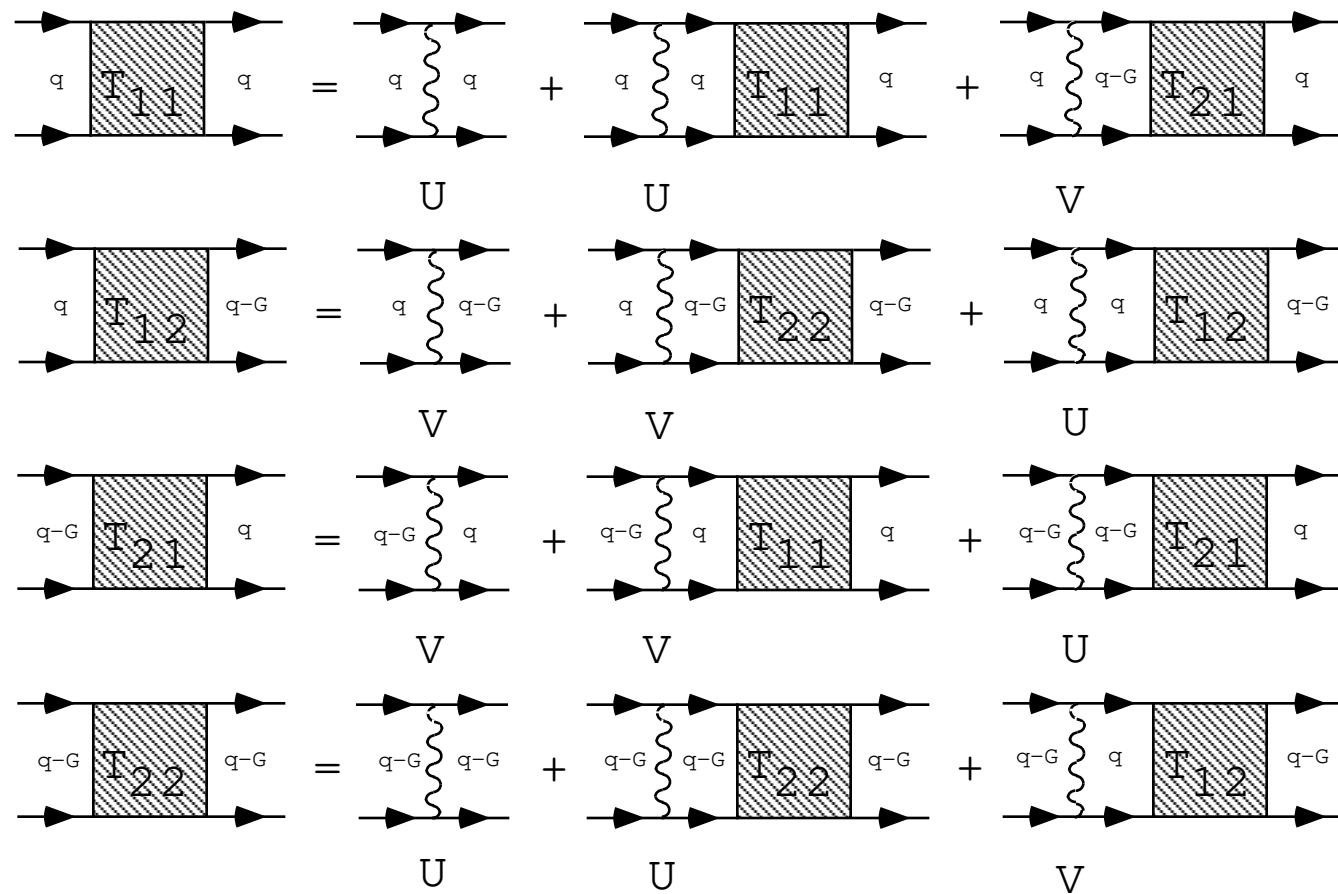 q T11 q = q q + q q T11 q + q q-G T21 q
U U V
q T12 q-G = q q-G + q q-G T22 q-G + q q T12 q-G
V V U
q-G T21 q = q-G q + q-G q T11 q + q-G q-G T21 q
V V U
q-G T22 q-G = q-G q-G + q-G q-G T22 q-G + q-G q T12 q-G
U U V